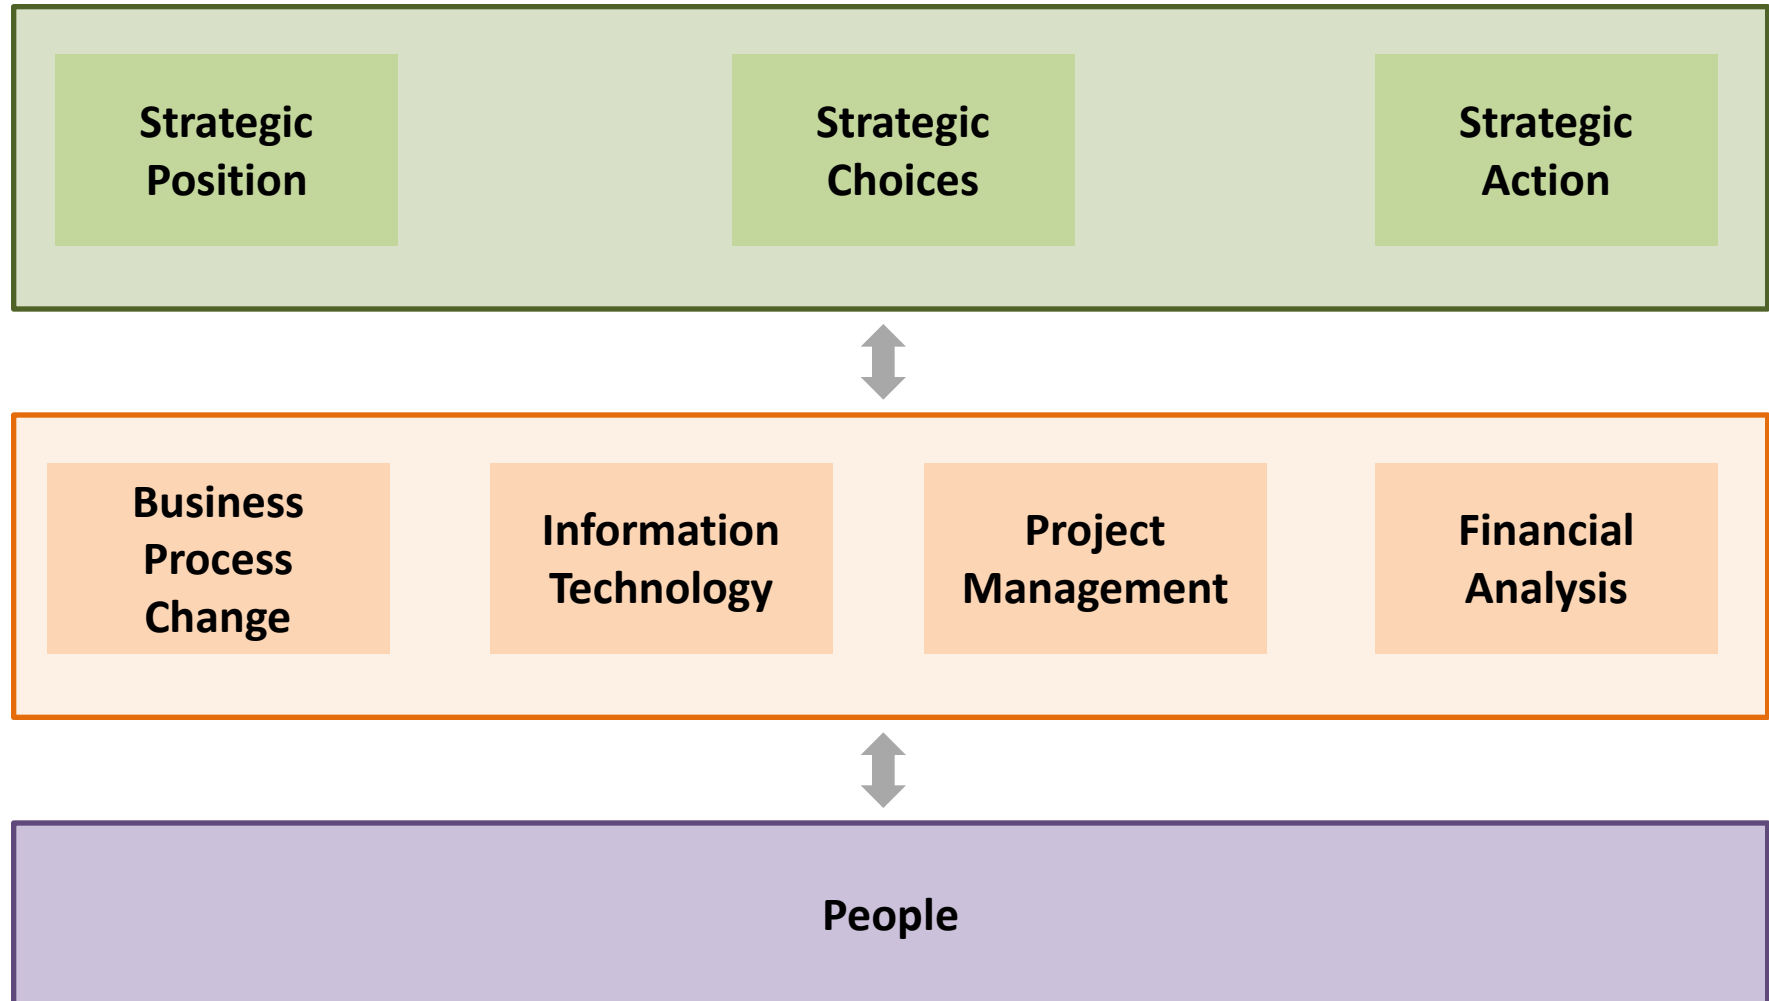 Strategic
Position
Strategic
Choices
Strategic
Action
Business
Process
Change
Information
Technology
Project
Management
Financial
Analysis
People